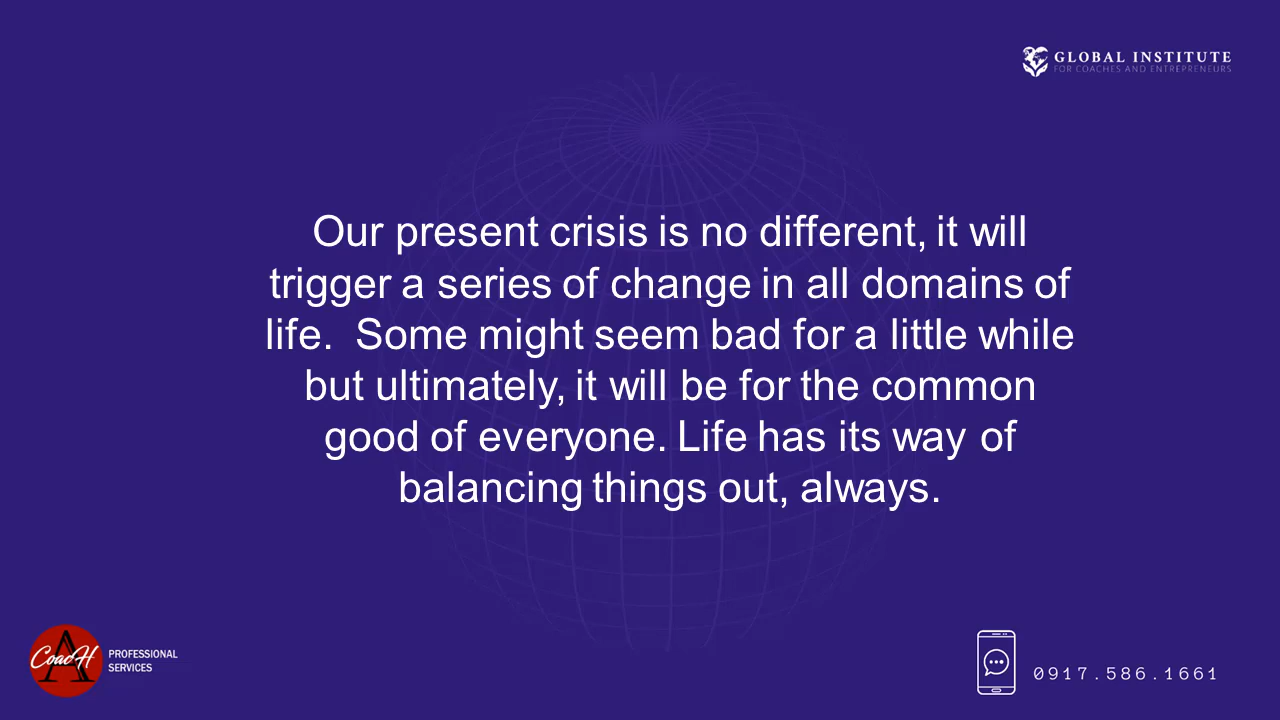 GLOBAL INSTITUTE
FOR COACHES AND ENTREPRENEURS
Our present crisis is no different, it will
trigger a series of change in all domains of
life.  Some might seem bad for a little while
but ultimately, it will be for the common
good of everyone. Life has its way of
balancing things out, always.
A
CoacH
PROFESSIONAL
SERVICES
0917.586.1661